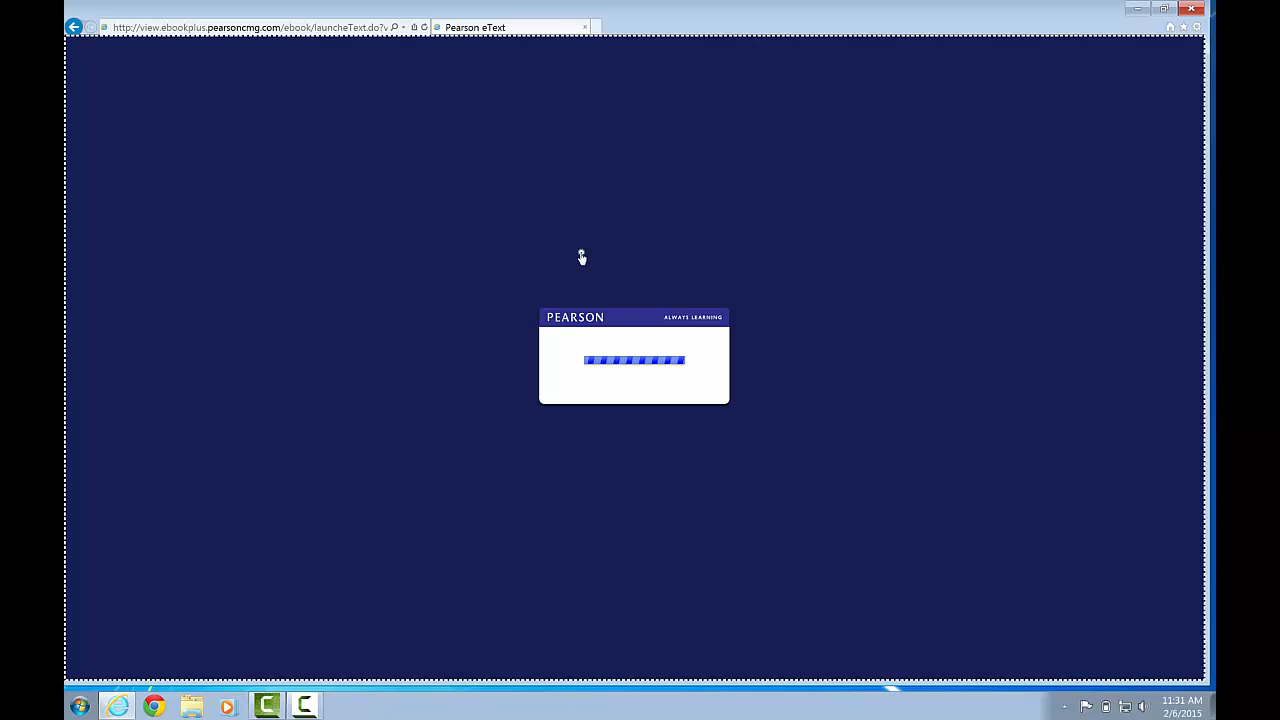 http://view.ebookplus.pearsoncmg.com/ebook/launcheText.do?v
Pearson eText
PEARSON
ALWAYS LEARNING
11:31 AM
2/6/2015